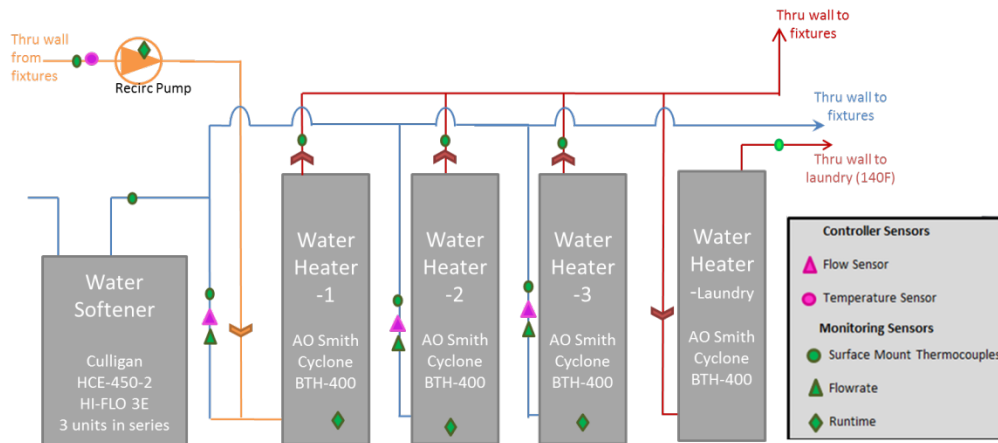 Thru wall
from
fixtures
Recirc Pump
Thru wall to
fixtures
Thru wall to
fixtures
Thru wall to
laundry (140F)
Water
Softener
Culligan
HCE-450-2
HI-FLO 3E
3 units in series
Water
Heater
-1
AO Smith
Cyclone
BTH-400
Water
Heater
-2
AO Smith
Cyclone
BTH-400
Water
Heater
-3
AO Smith
Cyclone
BTH-400
Water
Heater
-Laundry
AO Smith
Cyclone
BTH-400
Controller Sensors
Flow Sensor
Temperature Sensor
Monitoring Sensors
Surface Mount Thermocouples
Flowrate
Runtime